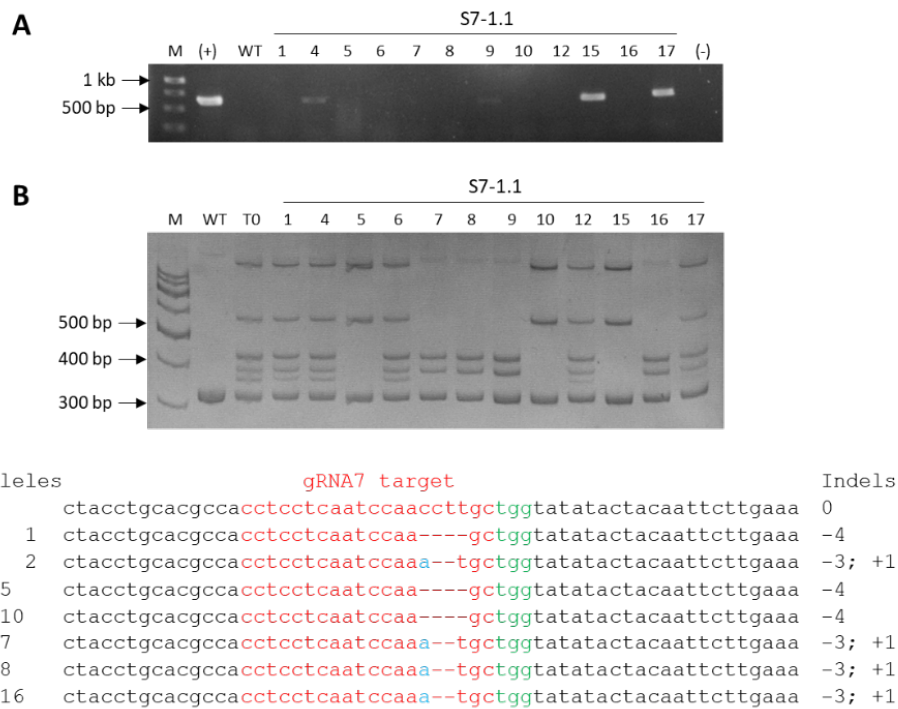 A
S7-1.1
M (+) WT 1 4 5 6 7 8 9 10 12 15 16 17 (-)
1 kb
500 bp
B
S7-1.1
M WT T0 1 4 5 6 7 8 9 10 12 15 16 17
500 bp
400 bp
300 bp
leles gRNA7 target Indels
ctacctgcacgccacctcctcaatccaaccttgctggtatatactacaattcttgaaa 0
1 ctacctgcacgccacctcctcaatccaa----gctggtatatactacaattcttgaaa -4
2 ctacctgcacgccacctcctcaatccaaa--tgctggtatatactacaattcttgaaa -3; +1
5 ctacctgcacgccacctcctcaatccaa----gctggtatatactacaattcttgaaa -4
10 ctacctgcacgccacctcctcaatccaa----gctggtatatactacaattcttgaaa -4
7 ctacctgcacgccacctcctcaatccaaa--tgctggtatatactacaattcttgaaa -3; +1
8 ctacctgcacgccacctcctcaatccaaa--tgctggtatatactacaattcttgaaa -3; +1
16 ctacctgcacgccacctcctcaatccaaa--tgctggtatatactacaattcttgaaa -3; +1